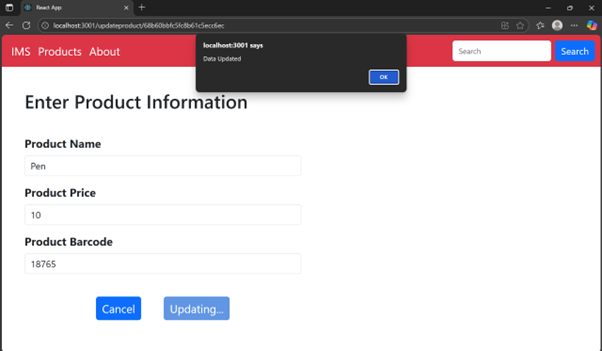 React App
localhost:3001/updateproduct/68b60bbfc5fc8b61c5ecc6ec
IMS Products About
Search
Search
localhost:3001 says
Data Updated
OK
Enter Product Information
Product Name
Pen
Product Price
10
Product Barcode
18765
Cancel
Updating...